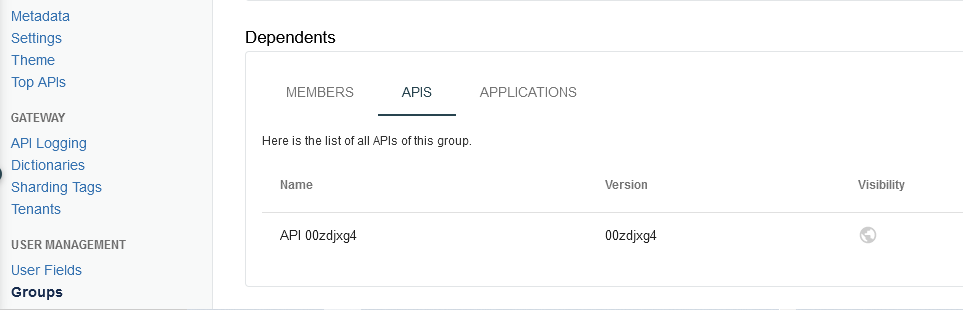 Metadata
Settings
Theme
Top APIs
GATEWAY
API Logging
Dictionaries
Sharding Tags
Tenants
USER MANAGEMENT
User Fields
Groups
Dependents
MEMBERS APIS APPLICATIONS
Here is the list of all APIs of this group.
Name Version Visibility
API 00zdjxg4 00zdjxg4